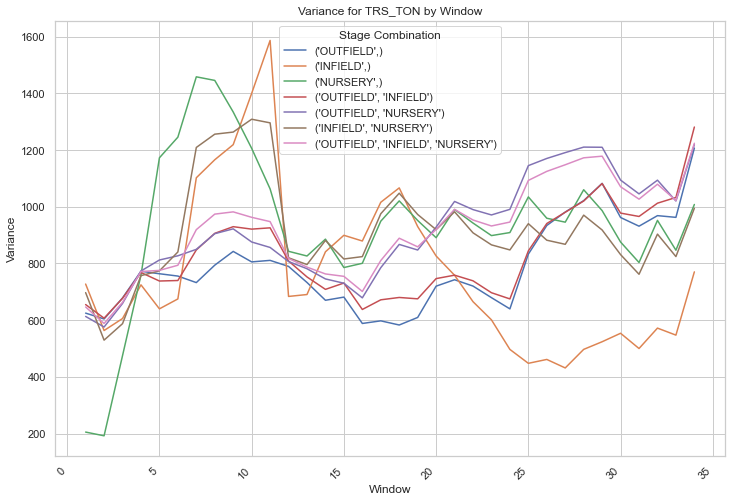 Variance for TRS_TON by Window
Stage Combination
('OUTFIELD',)
('INFIELD',)
('NURSERY',)
('OUTFIELD', 'INFIELD')
('OUTFIELD', 'NURSERY')
('INFIELD', 'NURSERY')
('OUTFIELD', 'INFIELD', 'NURSERY')
Variance
1600
1400
1200
1000
800
600
400
200
0
5
10
15
20
25
30
35
Window